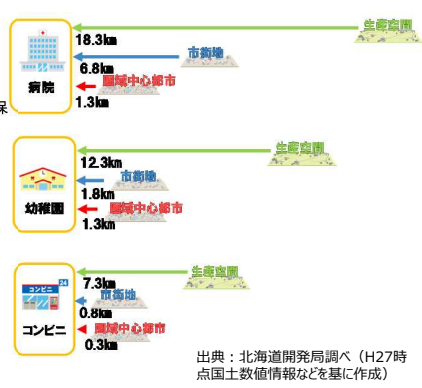 生産空間
18.3km
市街地
6.8km
圏域中心都市
病院
1.3km
保
生産空間
12.3km
市街地
1.8km
圏域中心都市
幼稚園
1.3km
生産空間
7.3km
24
コンビニ
市街地
0.8km
圏域中心都市
コンビニ
0.3km
出典：北海道開発局調べ（H27時
点国土数値情報などを基に作成）